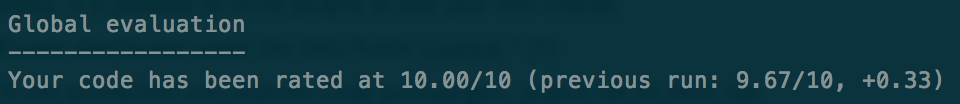 Global evaluation
-----------------
Your code has been rated at 10.00/10 (previous run: 9.67/10, +0.33)